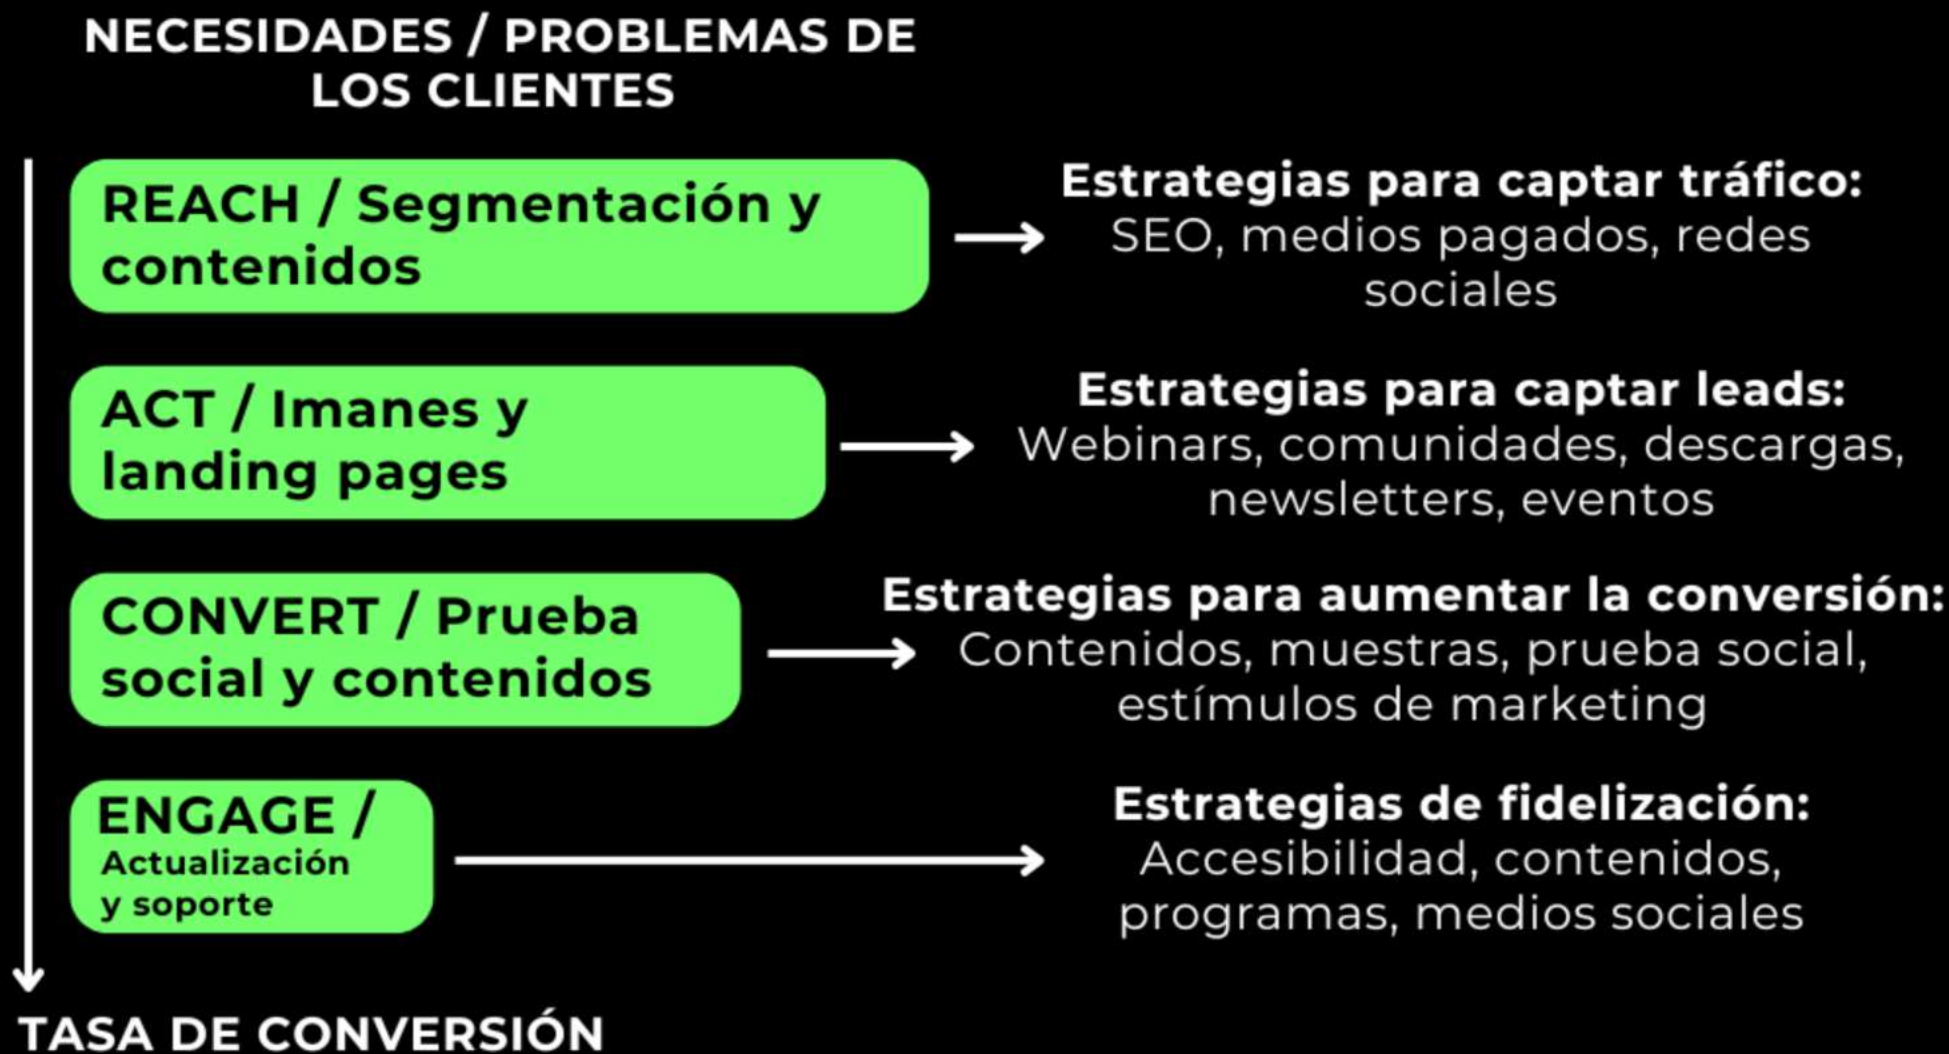 NECESIDADES / PROBLEMAS DE
LOS CLIENTES
REACH / Segmentación y
contenidos
Estrategias para captar tráfico:
SEO, medios pagados, redes
sociales
ACT / Imanes y
landing pages
Estrategias para captar leads:
Webinars, comunidades, descargas,
newsletters, eventos
CONVERT / Prueba
social y contenidos
Estrategias para aumentar la conversión:
Contenidos, muestras, prueba social,
estímulos de marketing
ENGAGE /
Actualización
y soporte
Estrategias de fidelización:
Accesibilidad, contenidos,
programas, medios sociales
TASA DE CONVERSIÓN